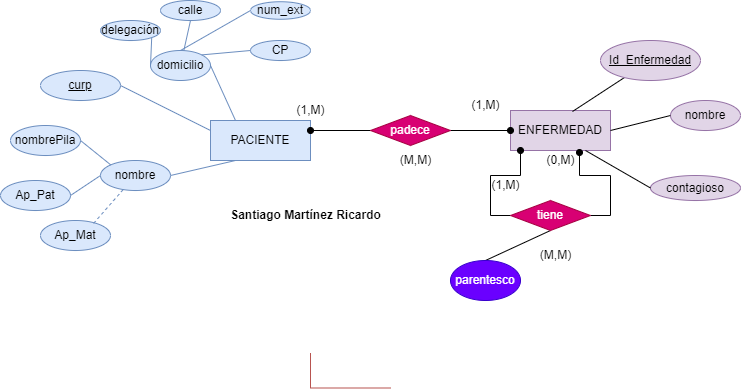 calle
num_ext
delegación
domicilio
CP
Id_Enfermedad
curp
(1,M)
(1,M)
nombre
PACIENTE
padece
ENFERMEDAD
nombrePila
(M,M)
(0,M)
nombre
(1,M)
contagioso
Ap_Pat
Santiago Martínez Ricardo
tiene
Ap_Mat
(M,M)
parentesco